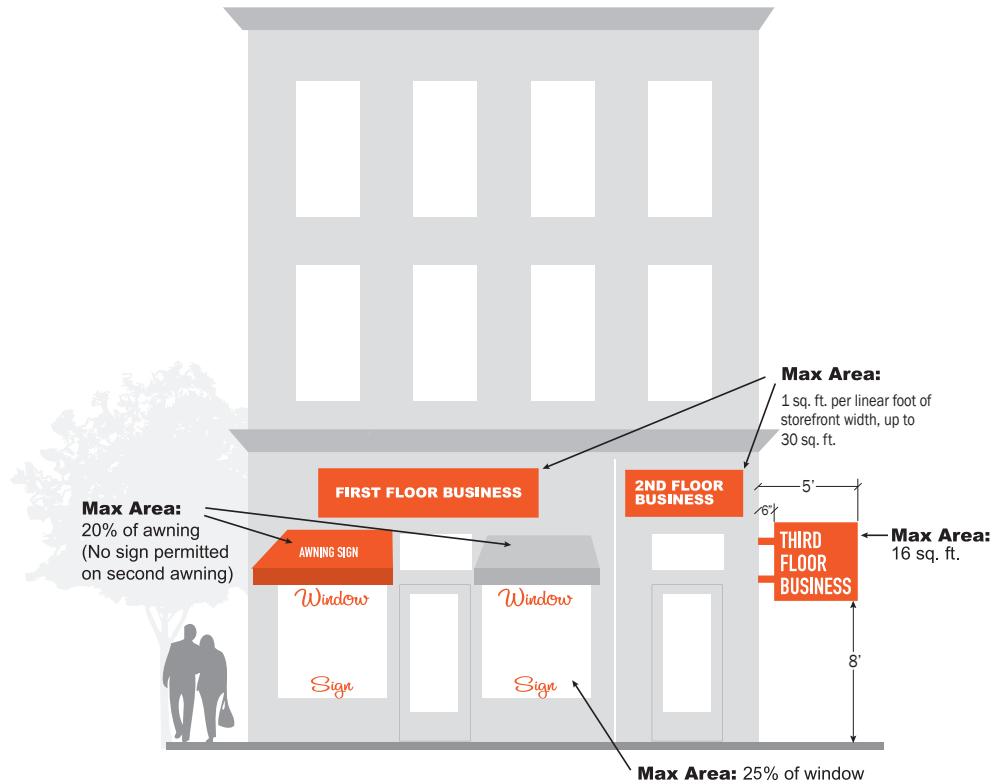 Max Area:
1 sq. ft. per linear foot of
storefront width, up to
30 sq. ft.
FIRST FLOOR BUSINESS
2ND FLOOR
BUSINESS
5’
6”
Max Area:
20% of awning
(No sign permitted
on second awning)
AWNING SIGN
THIRD
FLOOR
BUSINESS
Max Area:
16 sq. ft.
Window
Sign
Window
Sign
8’
Max Area: 25% of window